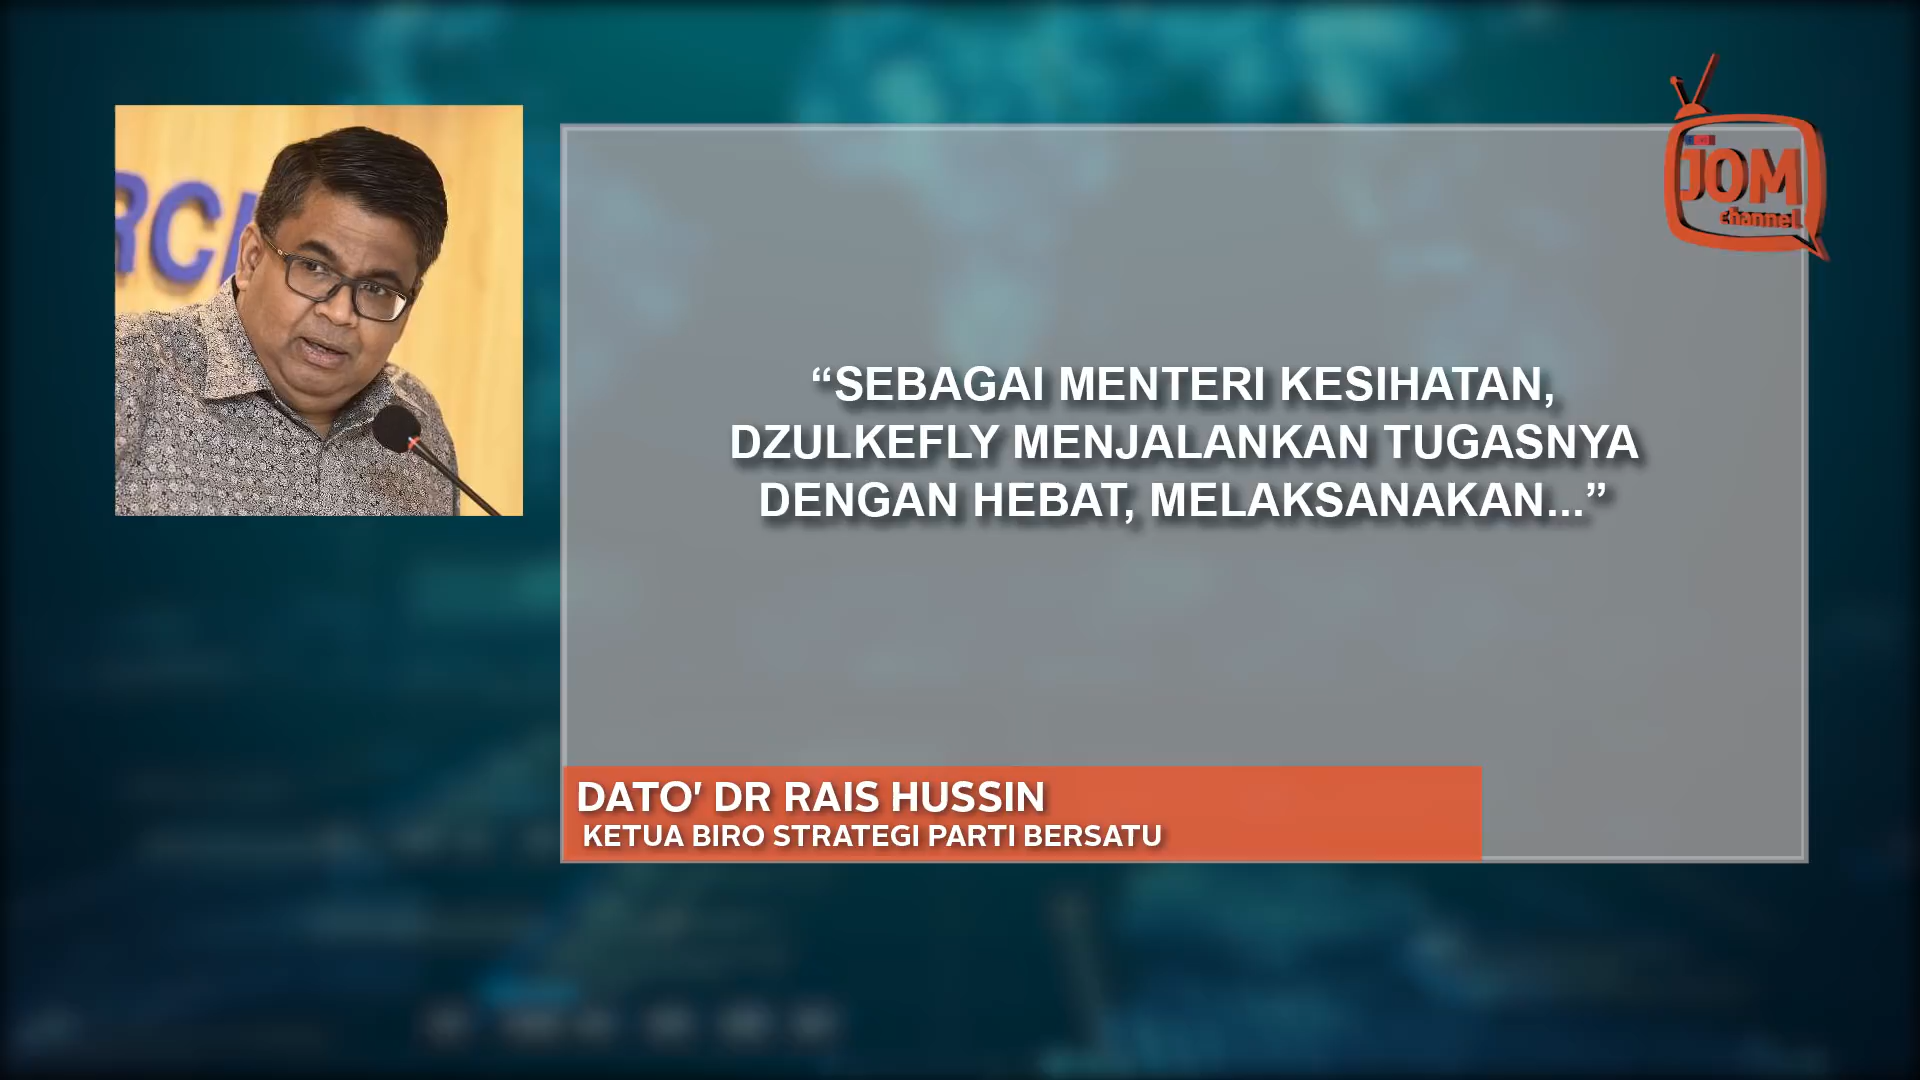 RCH
JOM
channel
“SEBAGAI MENTERI KESIHATAN,
DZULKEFLY MENJALANKAN TUGASNYA
DENGAN HEBAT, MELAKSANAKAN...”
DATO' DR RAIS HUSSIN
KETUA BIRO STRATEGI PARTI BERSATU